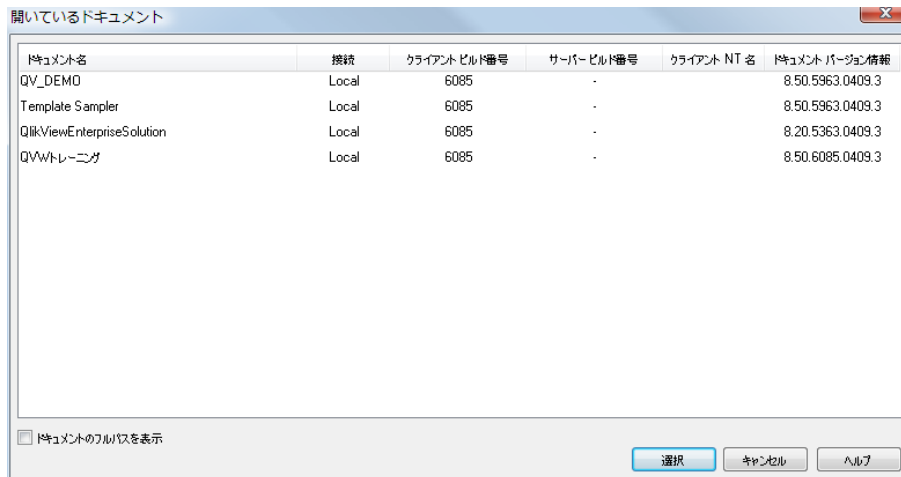 開いているドキュメント
ドキュメント名 接続 クライアント ビルド番号 サーバー ビルド番号 クライアント NT 名 ドキュメント バージョン情報
QV_DEMO Local 6085 - 8.50.5963.0409.3
Template Sampler Local 6085 - 8.50.5963.0409.3
QlikViewEnterpriseSolution Local 6085 - 8.20.5363.0409.3
QVWトレーニング Local 6085 - 8.50.6085.0409.3
ドキュメントのフルパスを表示
選択 キャンセル ヘルプ